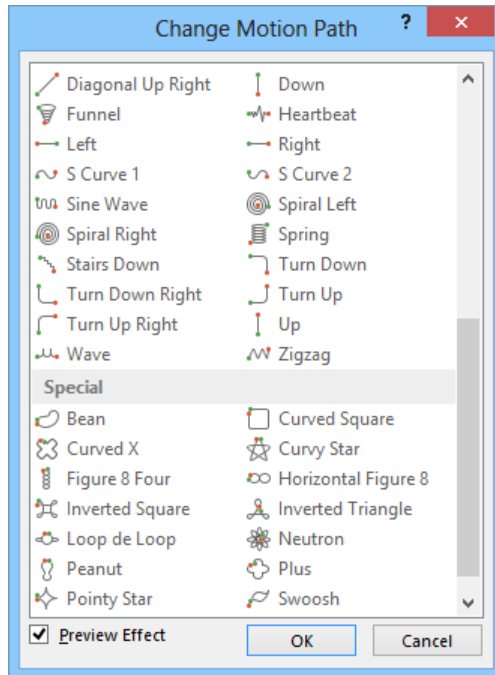 Change Motion Path ?
Diagonal Up Right Down
Funnel Heartbeat
Left Right
S Curve 1 S Curve 2
Sine Wave Spiral Left
Spiral Right Spring
Stairs Down Turn Down
Turn Down Right Turn Up
Turn Up Right Up
Wave Zigzag
Special
Bean Curved Square
Curved X Curvy Star
Figure 8 Four Horizontal Figure 8
Inverted Square Inverted Triangle
Loop de Loop Neutron
Peanut Plus
Pointy Star Swoosh
Preview Effect OK Cancel